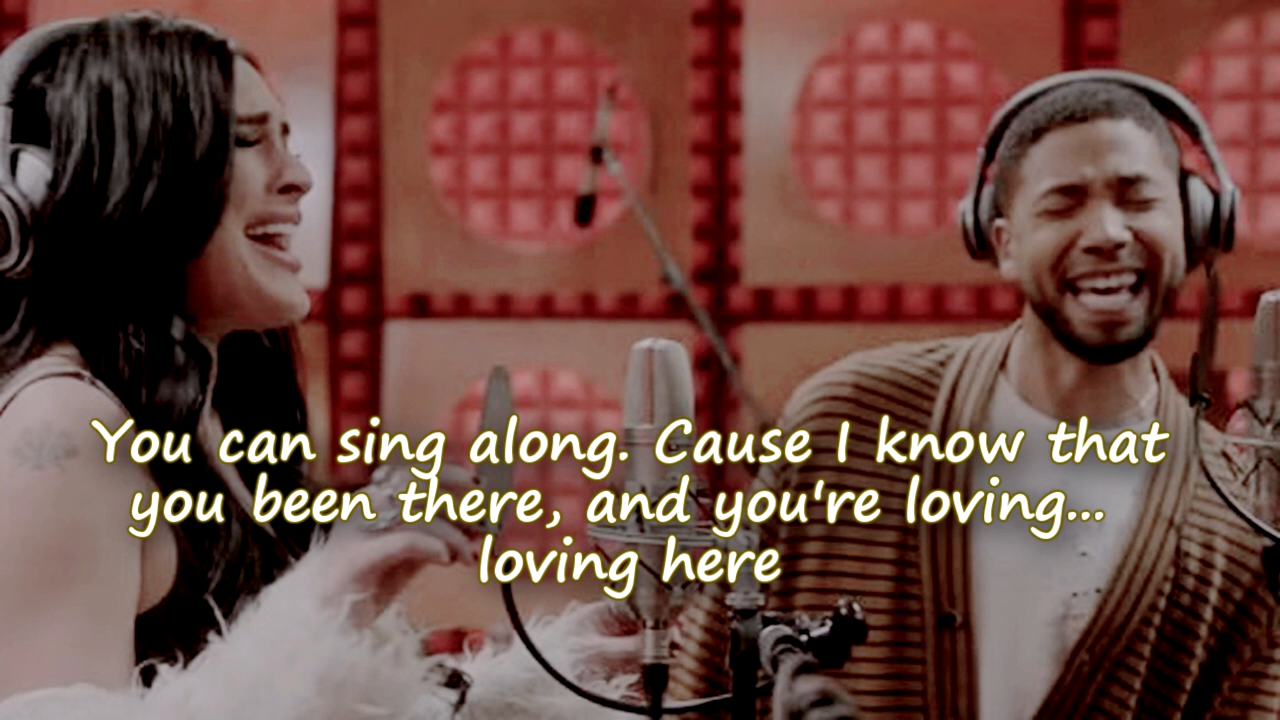 You can sing along. Cause I know that
you been there, and you're loving...
loving here